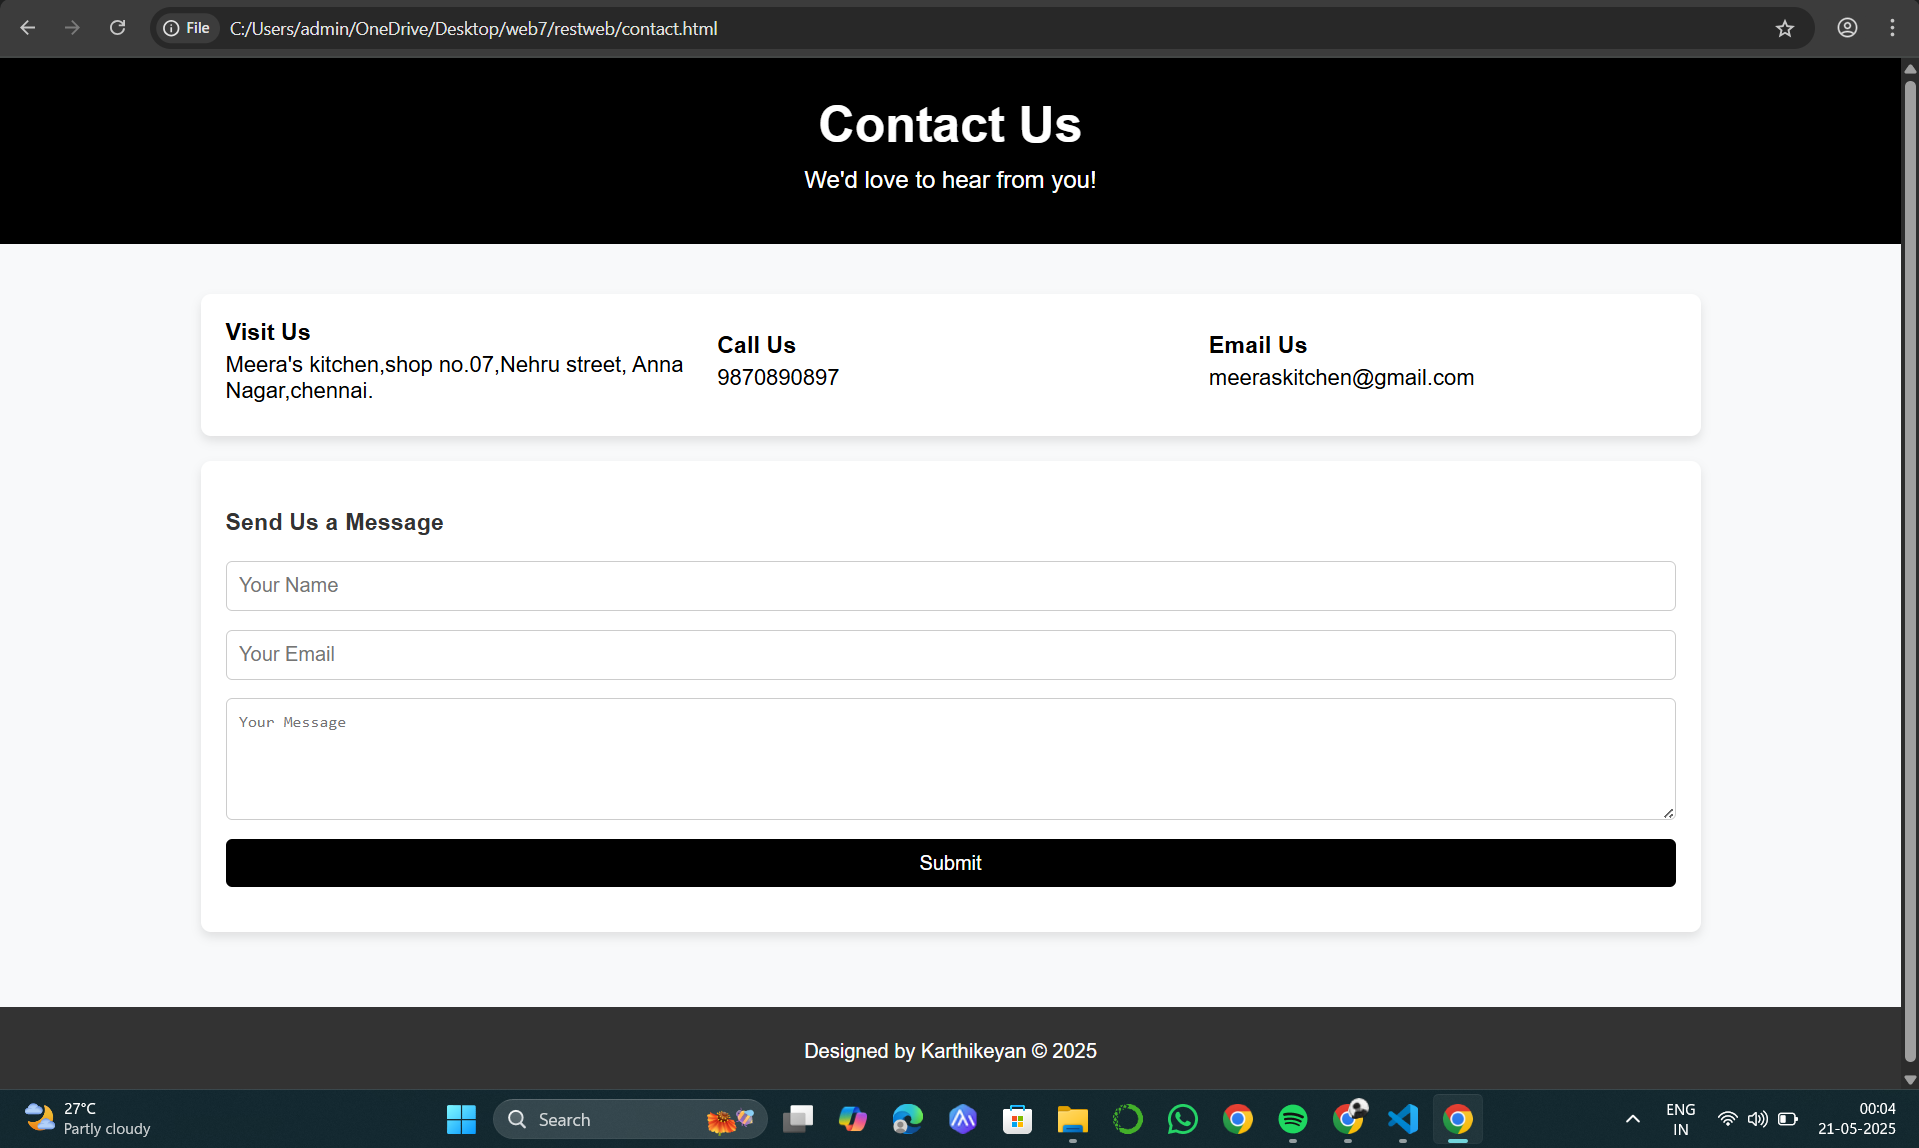 File
C:/Users/admin/OneDrive/Desktop/web7/restweb/contact.html
Contact Us
We'd love to hear from you!
Visit Us
Meera's kitchen,shop no.07,Nehru street, Anna
Nagar,chennai.
Call Us
9870890897
Email Us
meeraskitchen@gmail.com
Send Us a Message
Your Name
Your Email
Your Message
Submit
Designed by Karthikeyan © 2025
27°C
Partly cloudy
Search
ENG
IN
00:04
21-05-2025